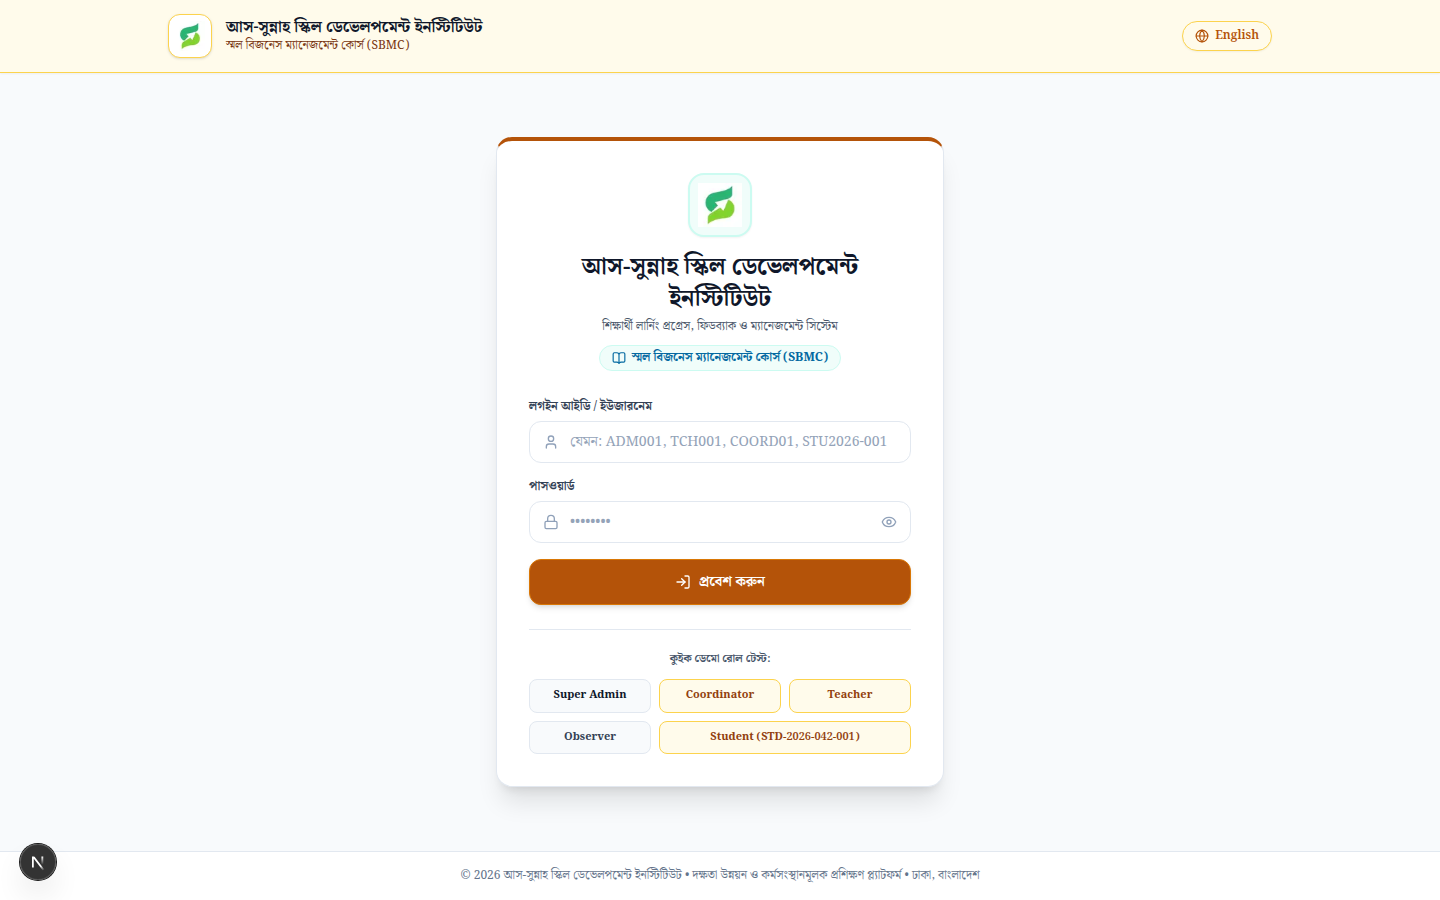 আস-সুন্নাহ স্কিল ডেভেলপমেন্ট ইনস্টিটিউট
স্মল বিজনেস ম্যানেজমেন্ট কোর্স (SBMC)
English
আস-সুন্নাহ স্কিল ডেভেলপমেন্ট
ইনস্টিটিউট
শিক্ষার্থী লার্নিং প্রগ্রেস, ফিডব্যাক ও ম্যানেজমেন্ট সিস্টেম
স্মল বিজনেস ম্যানেজমেন্ট কোর্স (SBMC)
লগইন আইডি / ইউজারনেম
যেমন: ADM001, TCH001, COORD01, STU2026-001
পাসওয়ার্ড
••••••••
প্রবেশ করুন
কুইক ডেমো রোল টেস্ট:
Super Admin
Coordinator
Teacher
Observer
Student (STD-2026-042-001)
N
© 2026 আস-সুন্নাহ স্কিল ডেভেলপমেন্ট ইনস্টিটিউট • দক্ষতা উন্নয়ন ও কর্মসংস্থানমূলক প্রশিক্ষণ প্ল্যাটফর্ম • ঢাকা, বাংলাদেশ